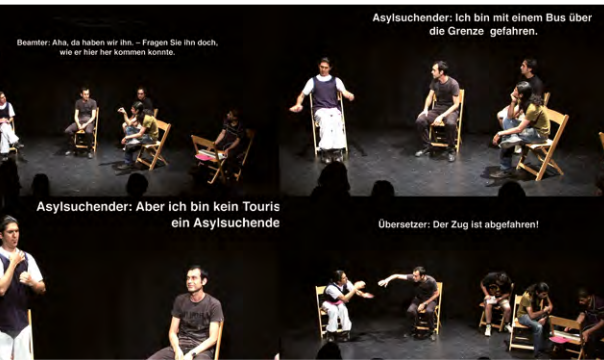 Beamter: Aha, da haben wir ihn. – Fragen Sie ihn doch,
wie er hier her kommen konnte.
Asylsuchender: Ich bin mit einem Bus über
die Grenze gefahren.
Asylsuchender: Aber ich bin kein Touris
ein Asylsuchende
Übersetzer: Der Zug ist abgefahren!